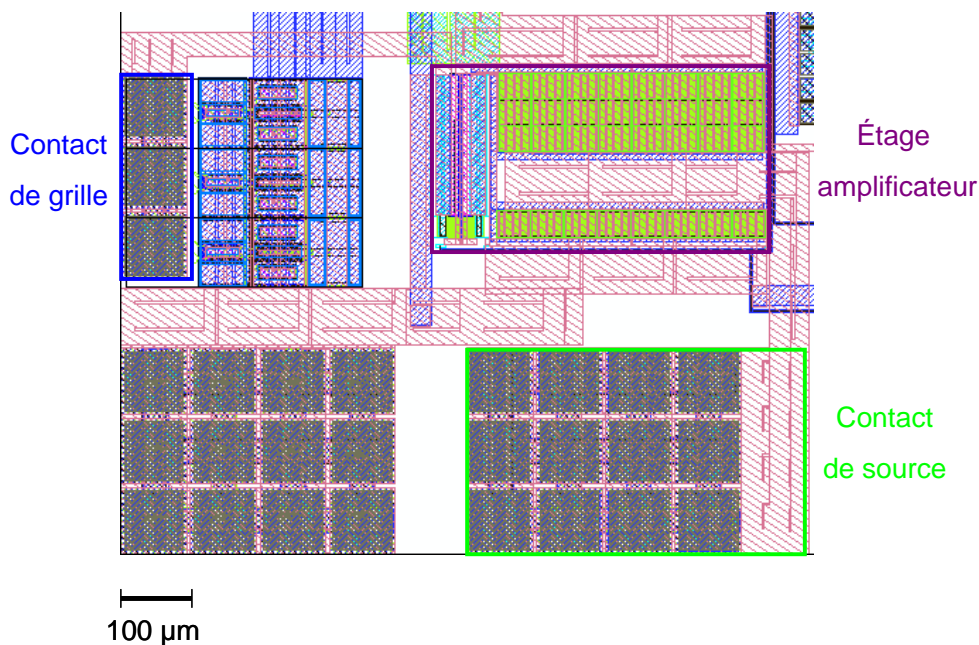 Contact
de grille
Étage
amplificateur
Contact
de source
100 µm